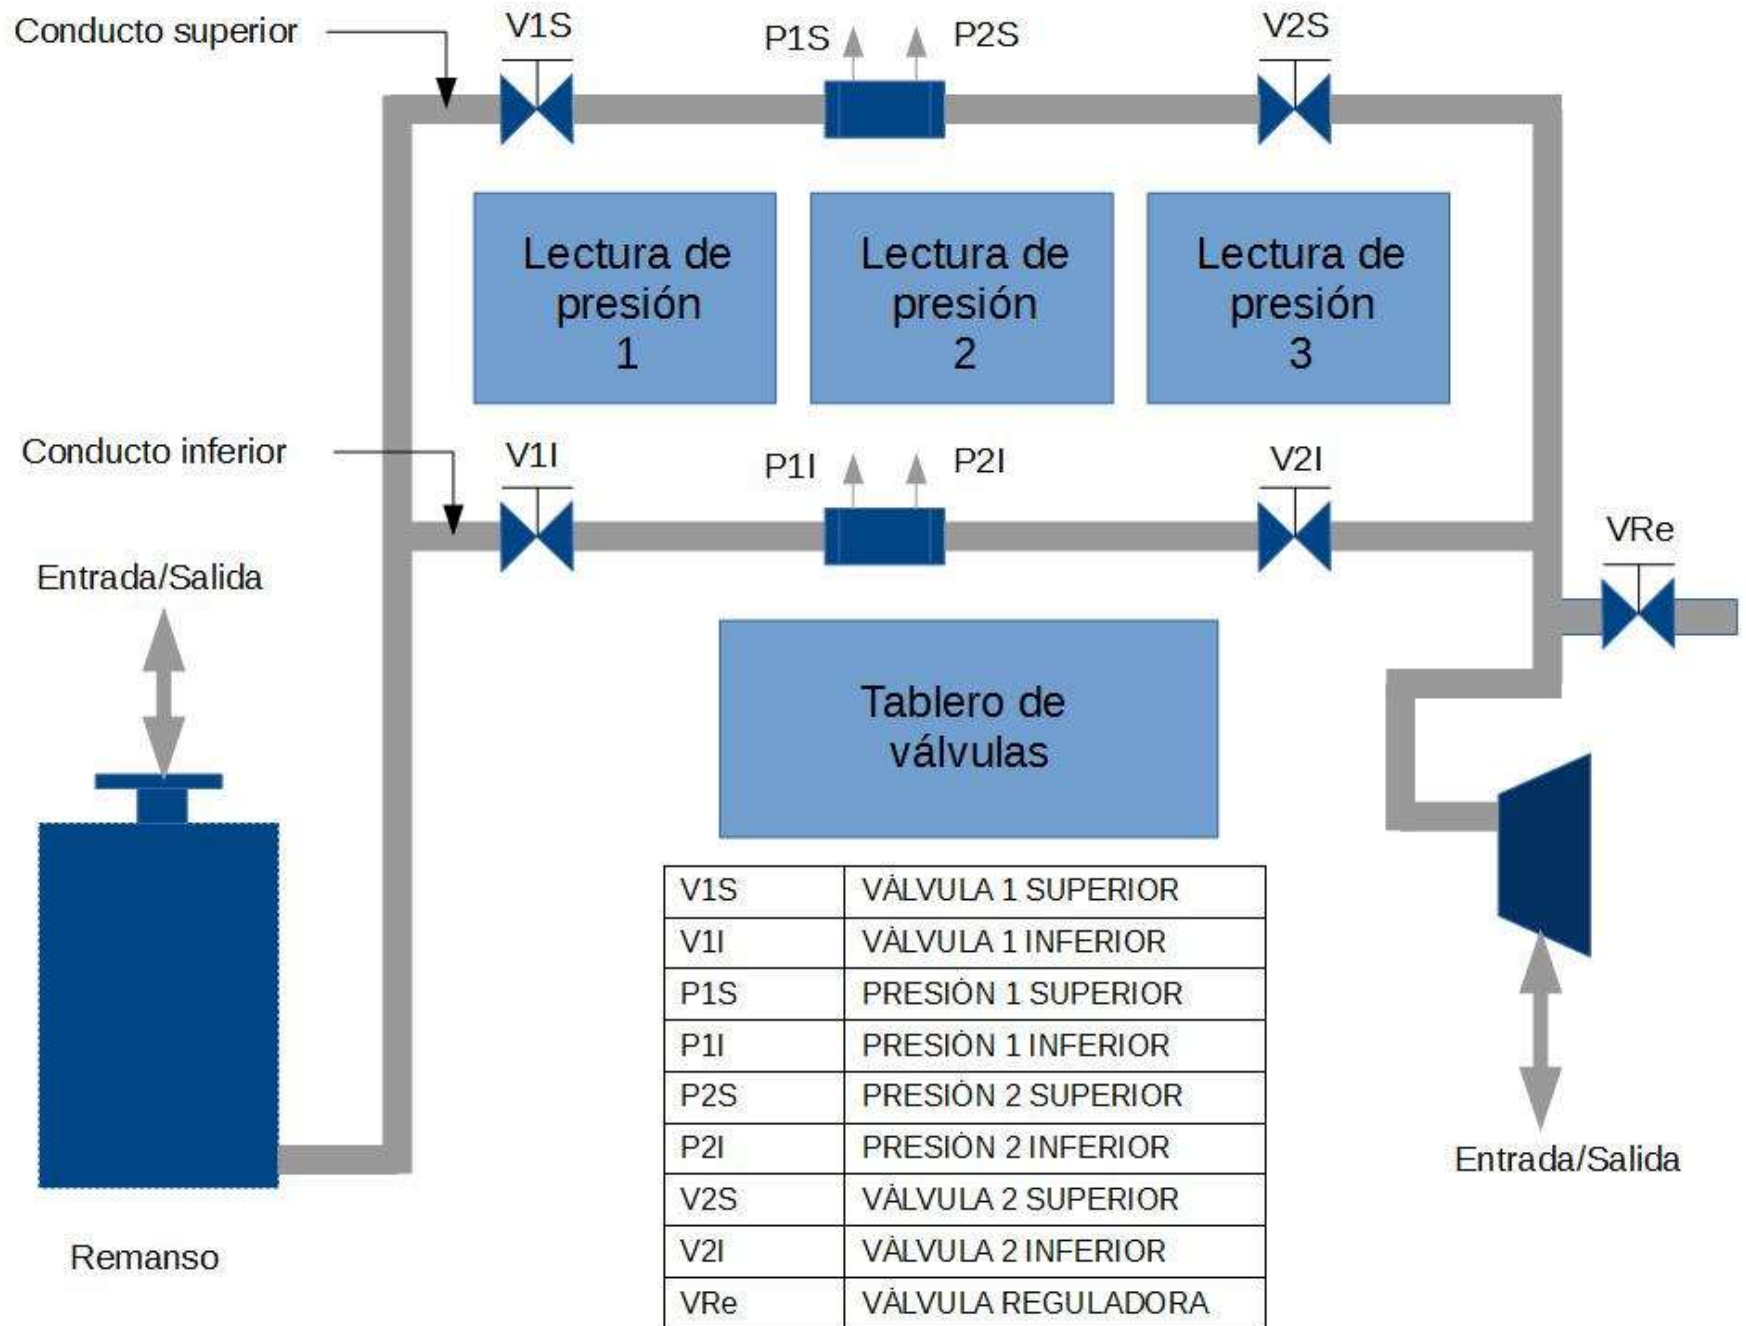 Conducto superior
V1S
P1S
P2S
V2S
Lectura de
presión
1
Lectura de
presión
2
Lectura de
presión
3
Conducto inferior
V1I
P1I
P2I
V2I
VRe
Entrada/Salida
Tablero de
válvulas
Remanso
Entrada/Salida
V1S VÁLVULA 1 SUPERIOR
V1I VÁLVULA 1 INFERIOR
P1S PRESIÓN 1 SUPERIOR
P1I PRESIÓN 1 INFERIOR
P2S PRESIÓN 2 SUPERIOR
P2I PRESIÓN 2 INFERIOR
V2S VÁLVULA 2 SUPERIOR
V2I VÁLVULA 2 INFERIOR
VRe VÁLVULA REGULADORA